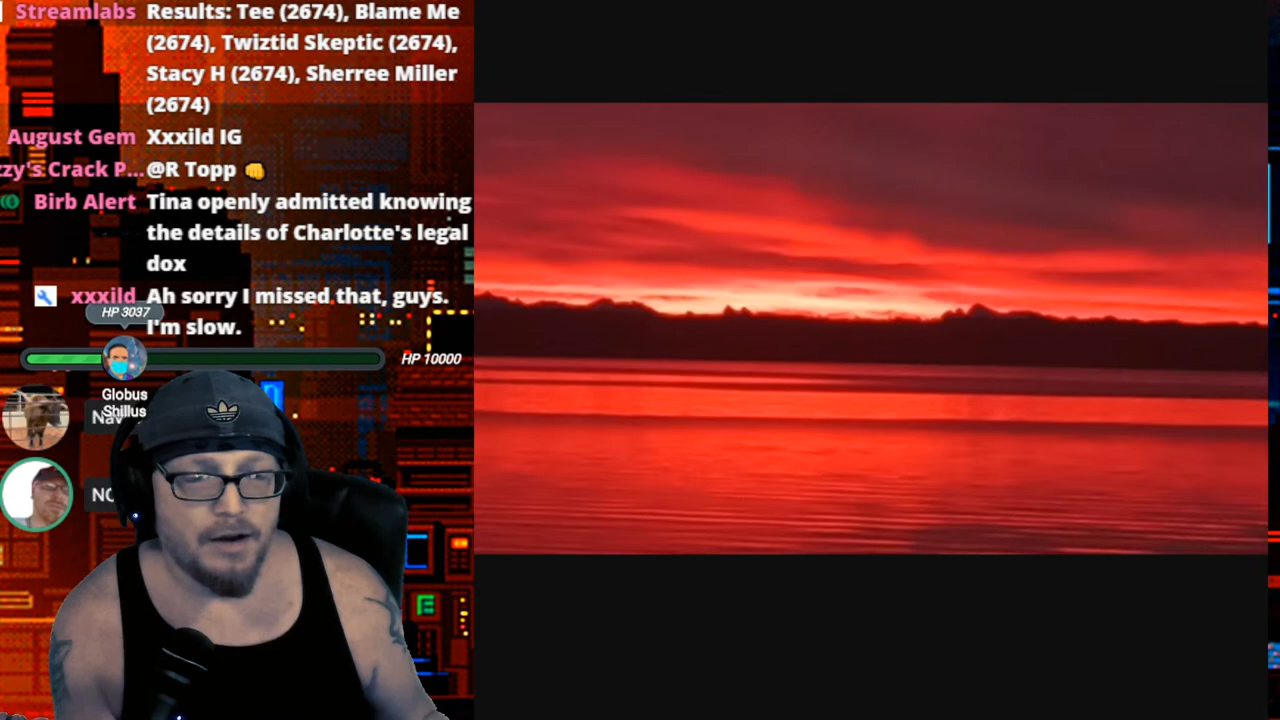 Streamlabs Results: Tee (2674), Blame Me
(2674), Twiztid Skeptic (2674),
Stacy H (2674), Sherree Miller
(2674)
August Gem Xxxild IG
zzy's Crack P... @R Topp 👊
Birb Alert Tina openly admitted knowing
the details of Charlotte's legal
dox
xxxild Ah sorry I missed that, guys.
I'm slow.
HP 3037
HP 10000
Globus
Shillus